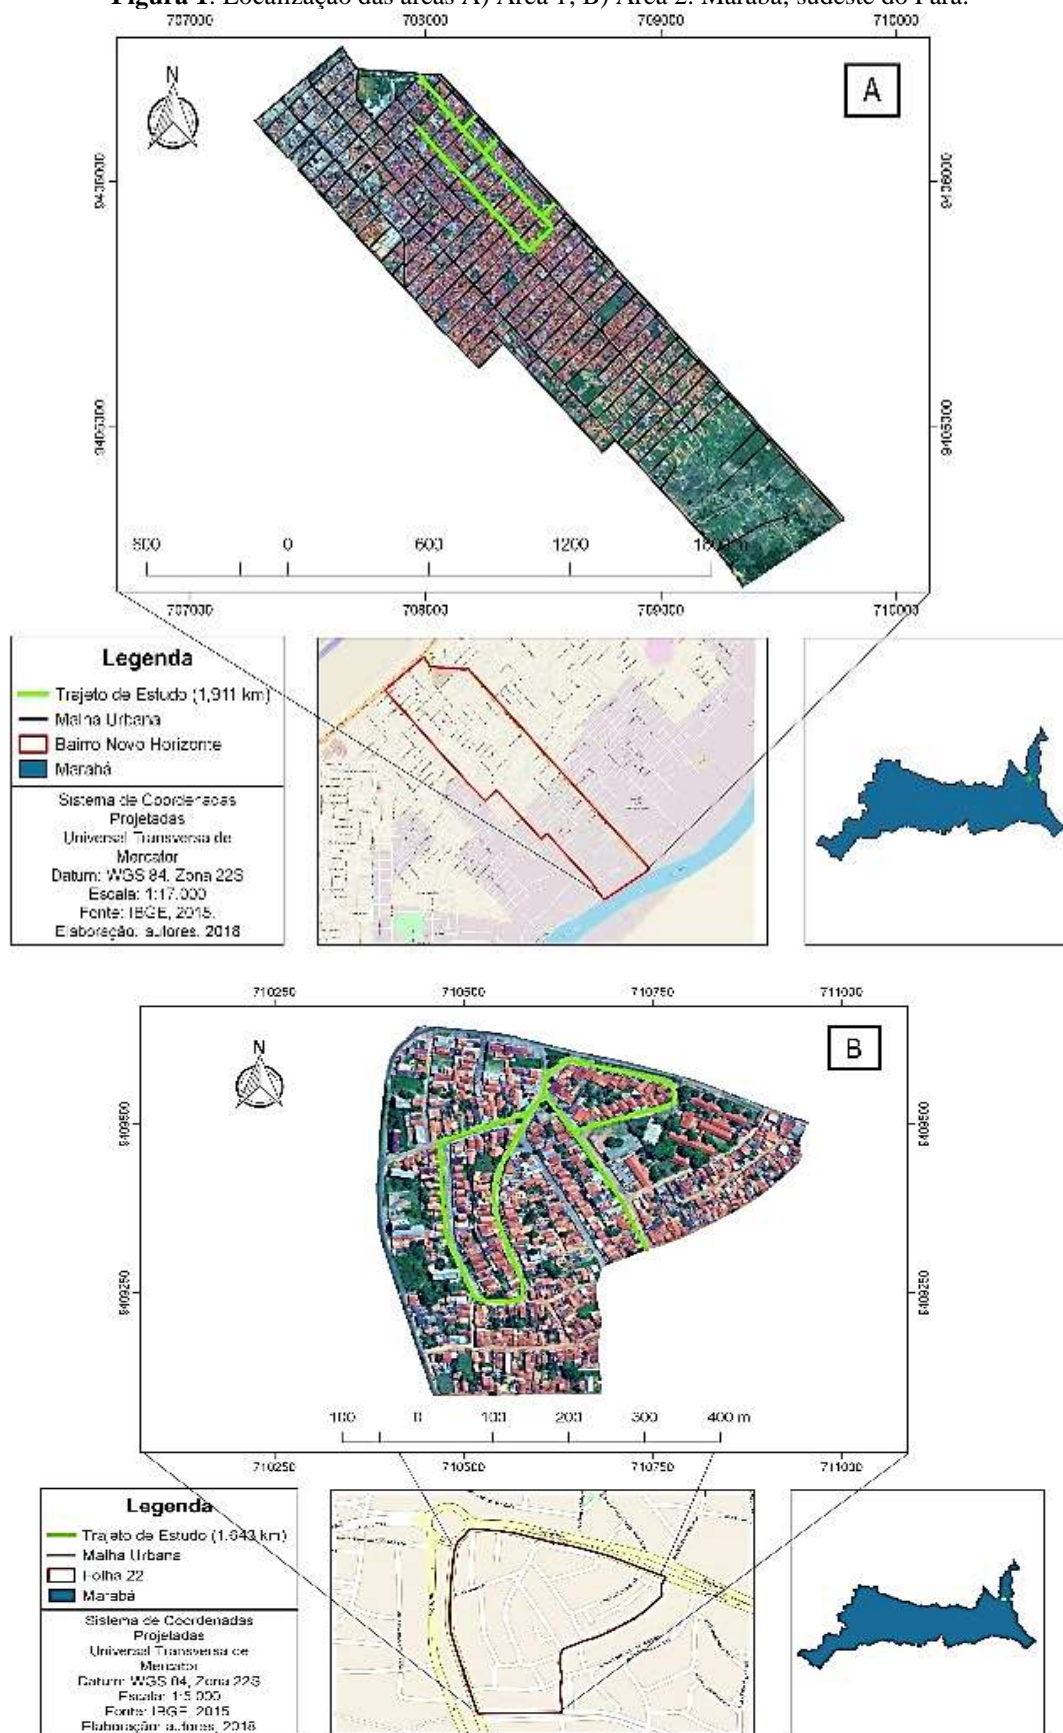 Figura 1. Localização das áreas A) Área 1; B) Área 2. Marabá, sudeste do Pará.
707000 708000 709000 710000
N
A
9406000 9406000
600 0 600 1200
707000 708000 709000 710000
Legenda
Trajeto de Estudo (1,911 km)
Malha Urbana
Bairro Novo Horizonte
Marabá
Sistema de Coordenadas
Projetadas
Universal Transversa de
Mercator
Datum: WGS 84, Zona 22S
Escala: 1:17.000
Fonte: IBGE, 2015.
Elaboração: autores, 2018
710250 710500 710750 711000
N
B
9409500 9409500
9409250 9409250
100 0 100 200 300 400 m
710250 710500 710750 711000
Legenda
Trajeto de Estudo (1.643 km)
Malha Urbana
Folha 22
Marabá
Sistema de Coordenadas
Projetadas
Universal Transversa de
Mercator
Datum: WGS 84, Zona 22S
Escala: 1:5.000
Fonte: IBGE, 2015
Elaboração: autores, 2018